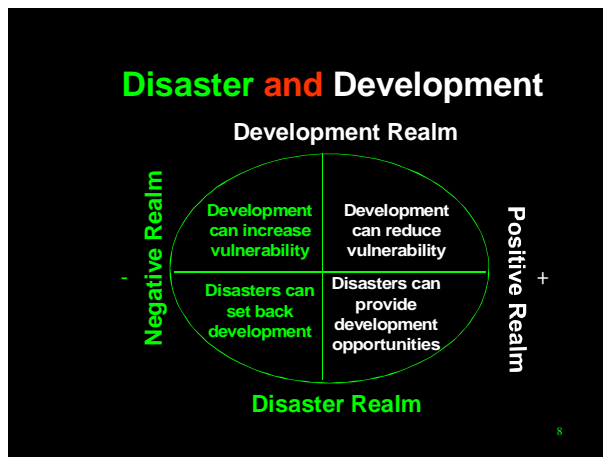 Disaster and Development
Development Realm
Negative Realm
-
Development
can increase
vulnerability
Development
can reduce
vulnerability
Disasters can
set back
development
Disasters can
provide
development
opportunities
Positive Realm
+
Disaster Realm
8